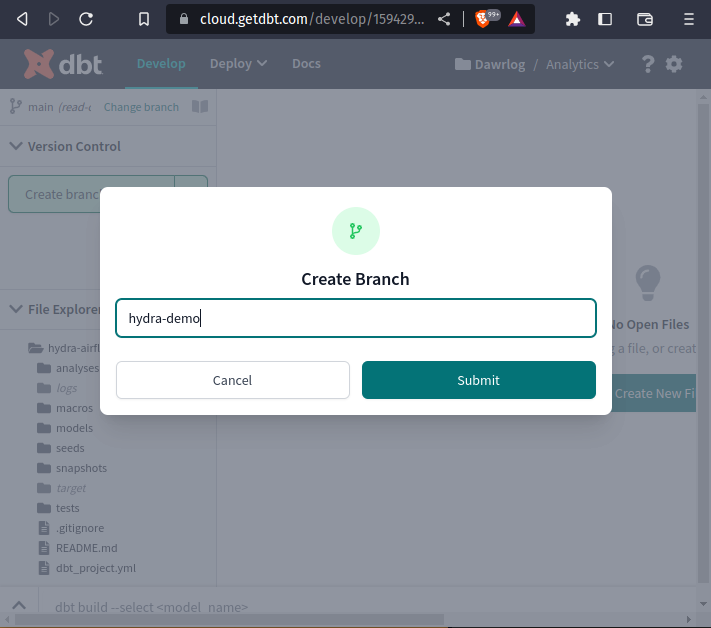 cloud.getdbt.com/develop/159429...
99+
dbt
Develop
Deploy
Docs
Dawrlog / Analytics
main (read-
Change branch
Version Control
Create branc
Create Branch
hydra-demo
Cancel
Submit
File Explore
hydra-airfl
analyses
logs
macros
models
seeds
snapshots
target
tests
.gitignore
README.md
dbt_project.yml
No Open Files
a file, or creat
Create New Fi
dbt build --select <model_name>